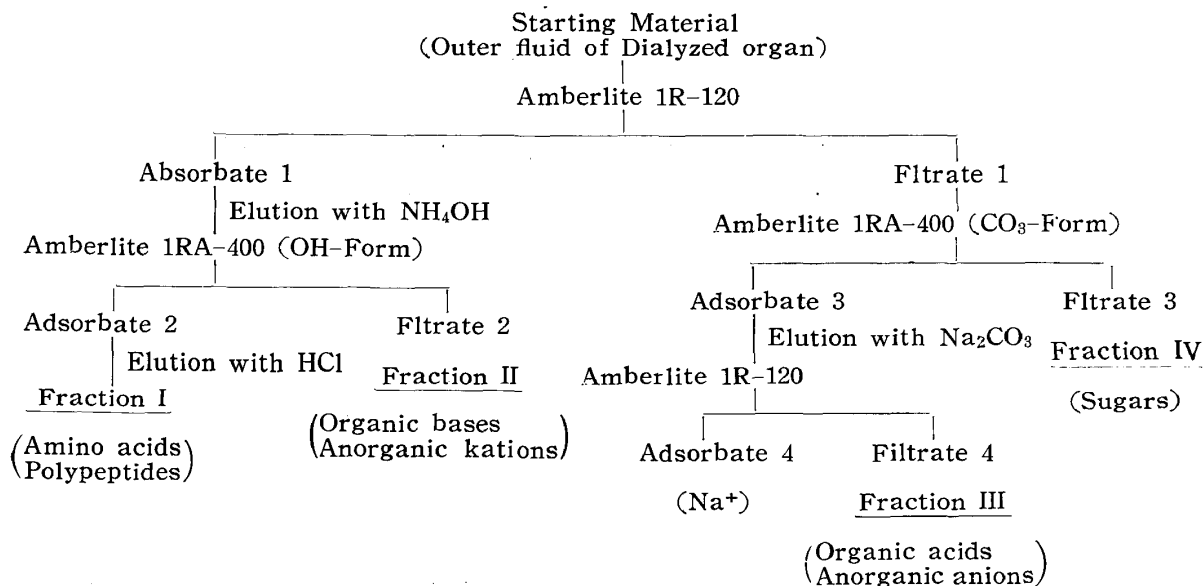 Starting Material
(Outer fluid of Dialyzed organ)
Amberlite 1R-120
Absorbate 1
Fltrate 1
Elution with NH₄OH
Amberlite 1RA-400 (OH-Form)
Amberlite 1RA-400 (CO₃-Form)
Adsorbate 2
Fltrate 2
Elution with HCl
Fraction I
(Amino acids
Polypeptides)
Fraction II
(Organic bases
Anorganic kations)
Adsorbate 3
Fltrate 3
Elution with Na₂CO₃
Fraction IV
Amberlite 1R-120
(Sugars)
Adsorbate 4
Filtrate 4
(Na⁺)
Fraction III
(Organic acids
Anorganic anions)